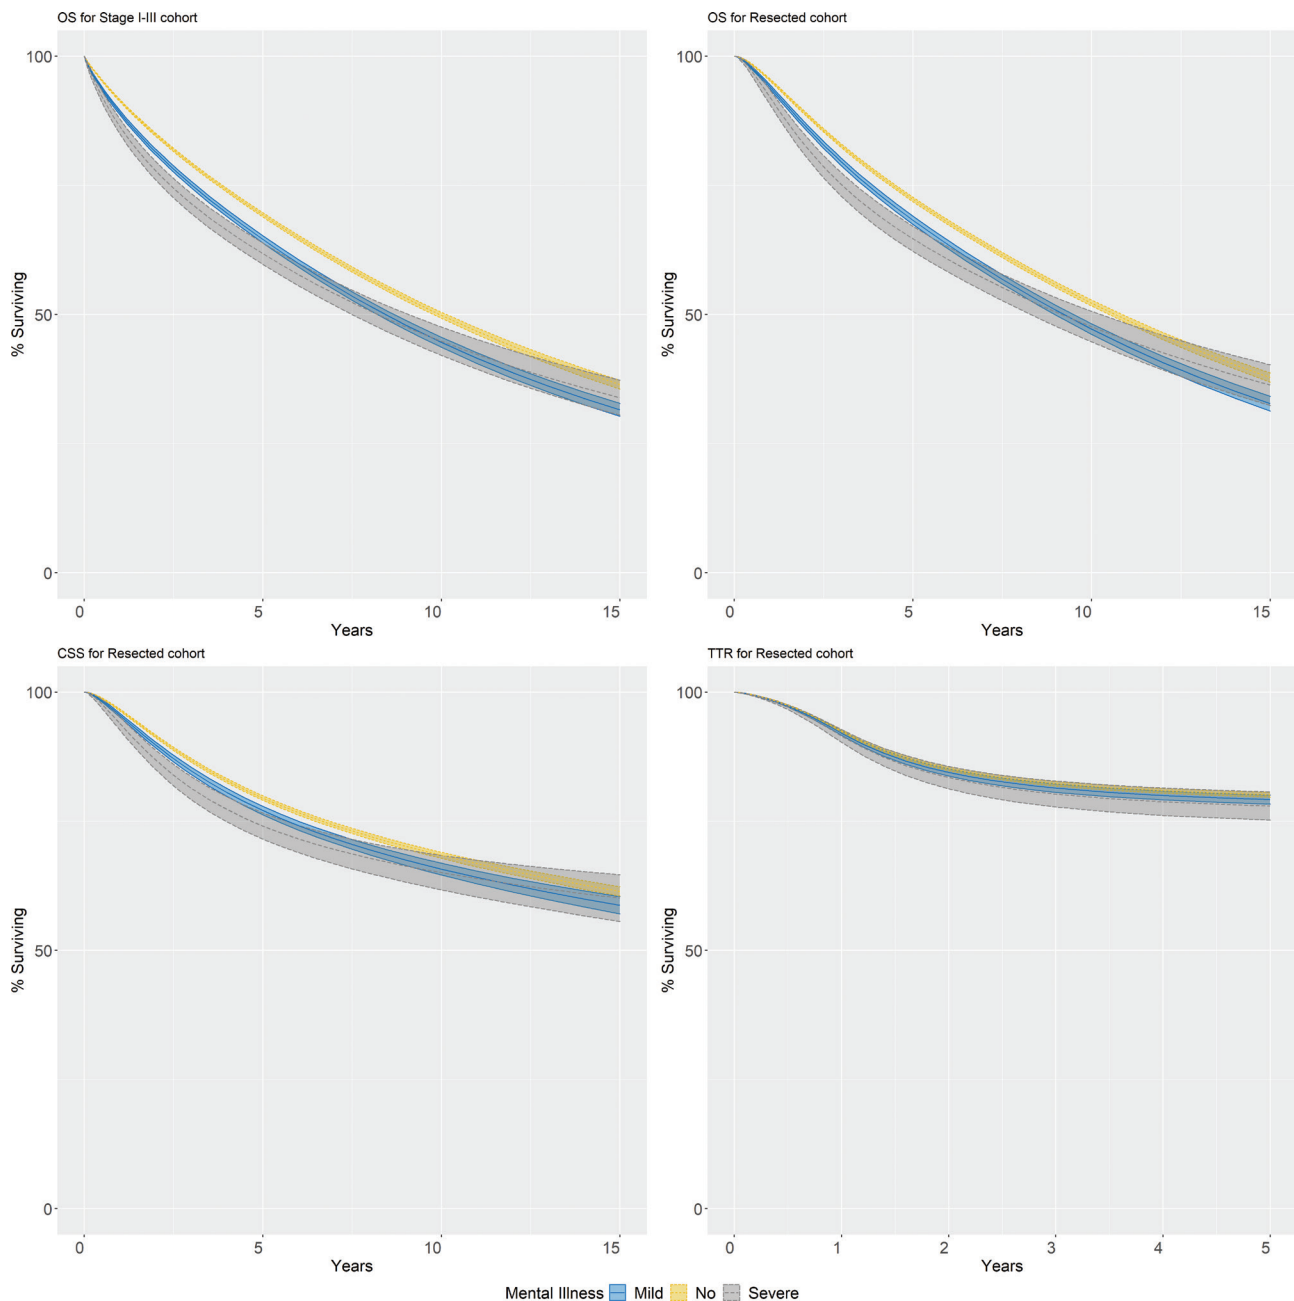 OS for Stage I-III cohort
100
50
0
% Surviving
0 5 10 15
Years
OS for Resected cohort
100
50
0
% Surviving
0 5 10 15
Years
CSS for Resected cohort
100
50
0
% Surviving
0 5 10 15
Years
TTR for Resected cohort
100
50
0
% Surviving
0 1 2 3 4 5
Years
Mental Illness Mild No Severe